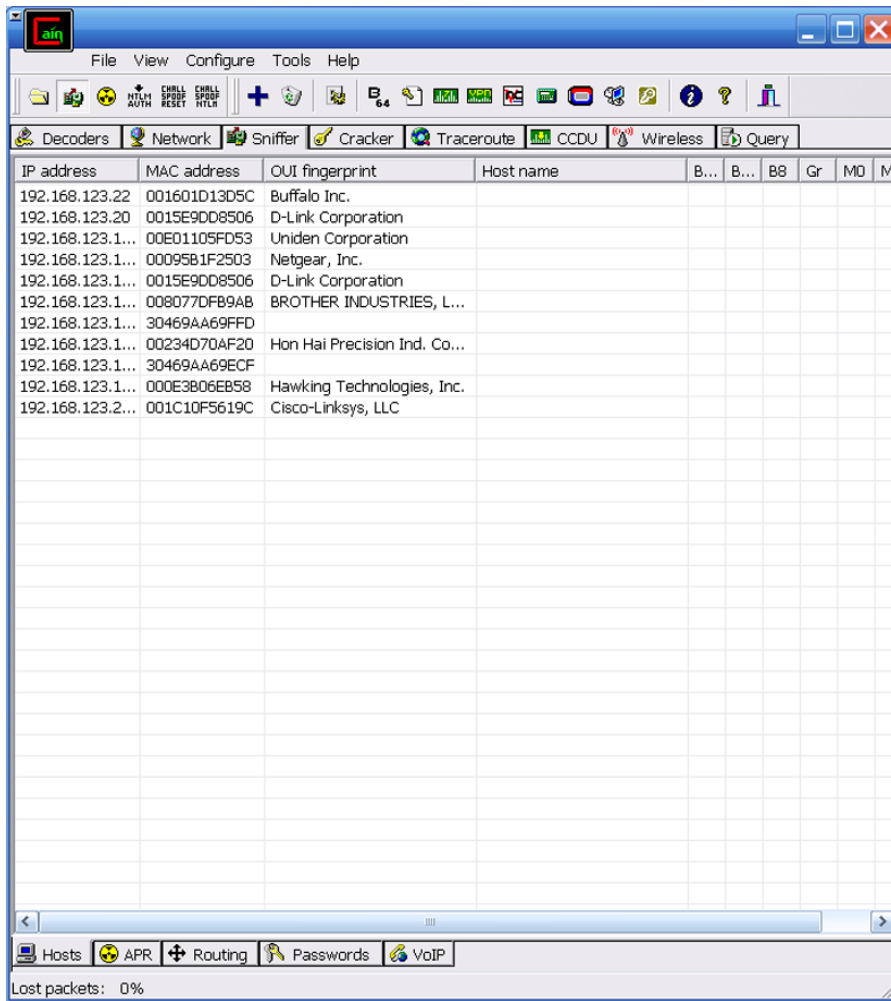 Cain
File View Configure Tools Help
NTLM AUTH CHALL SPOOF RESET CHALL SPOOF NTLM B64
Decoders Network Sniffer Cracker Traceroute CCDU Wireless Query
IP address MAC address OUI fingerprint Host name B... B... B8 Gr M0 M
192.168.123.22 001601D13D5C Buffalo Inc.
192.168.123.20 0015E9DD8506 D-Link Corporation
192.168.123.1... 00E01105FD53 Uniden Corporation
192.168.123.1... 00095B1F2503 Netgear, Inc.
192.168.123.1... 0015E9DD8506 D-Link Corporation
192.168.123.1... 008077DFB9AB BROTHER INDUSTRIES, L...
192.168.123.1... 30469AA69FFD
192.168.123.1... 00234D70AF20 Hon Hai Precision Ind. Co...
192.168.123.1... 30469AA69ECF
192.168.123.1... 000E3B06EB58 Hawking Technologies, Inc.
192.168.123.2... 001C10F5619C Cisco-Linksys, LLC
Hosts APR Routing Passwords VoIP
Lost packets: 0%